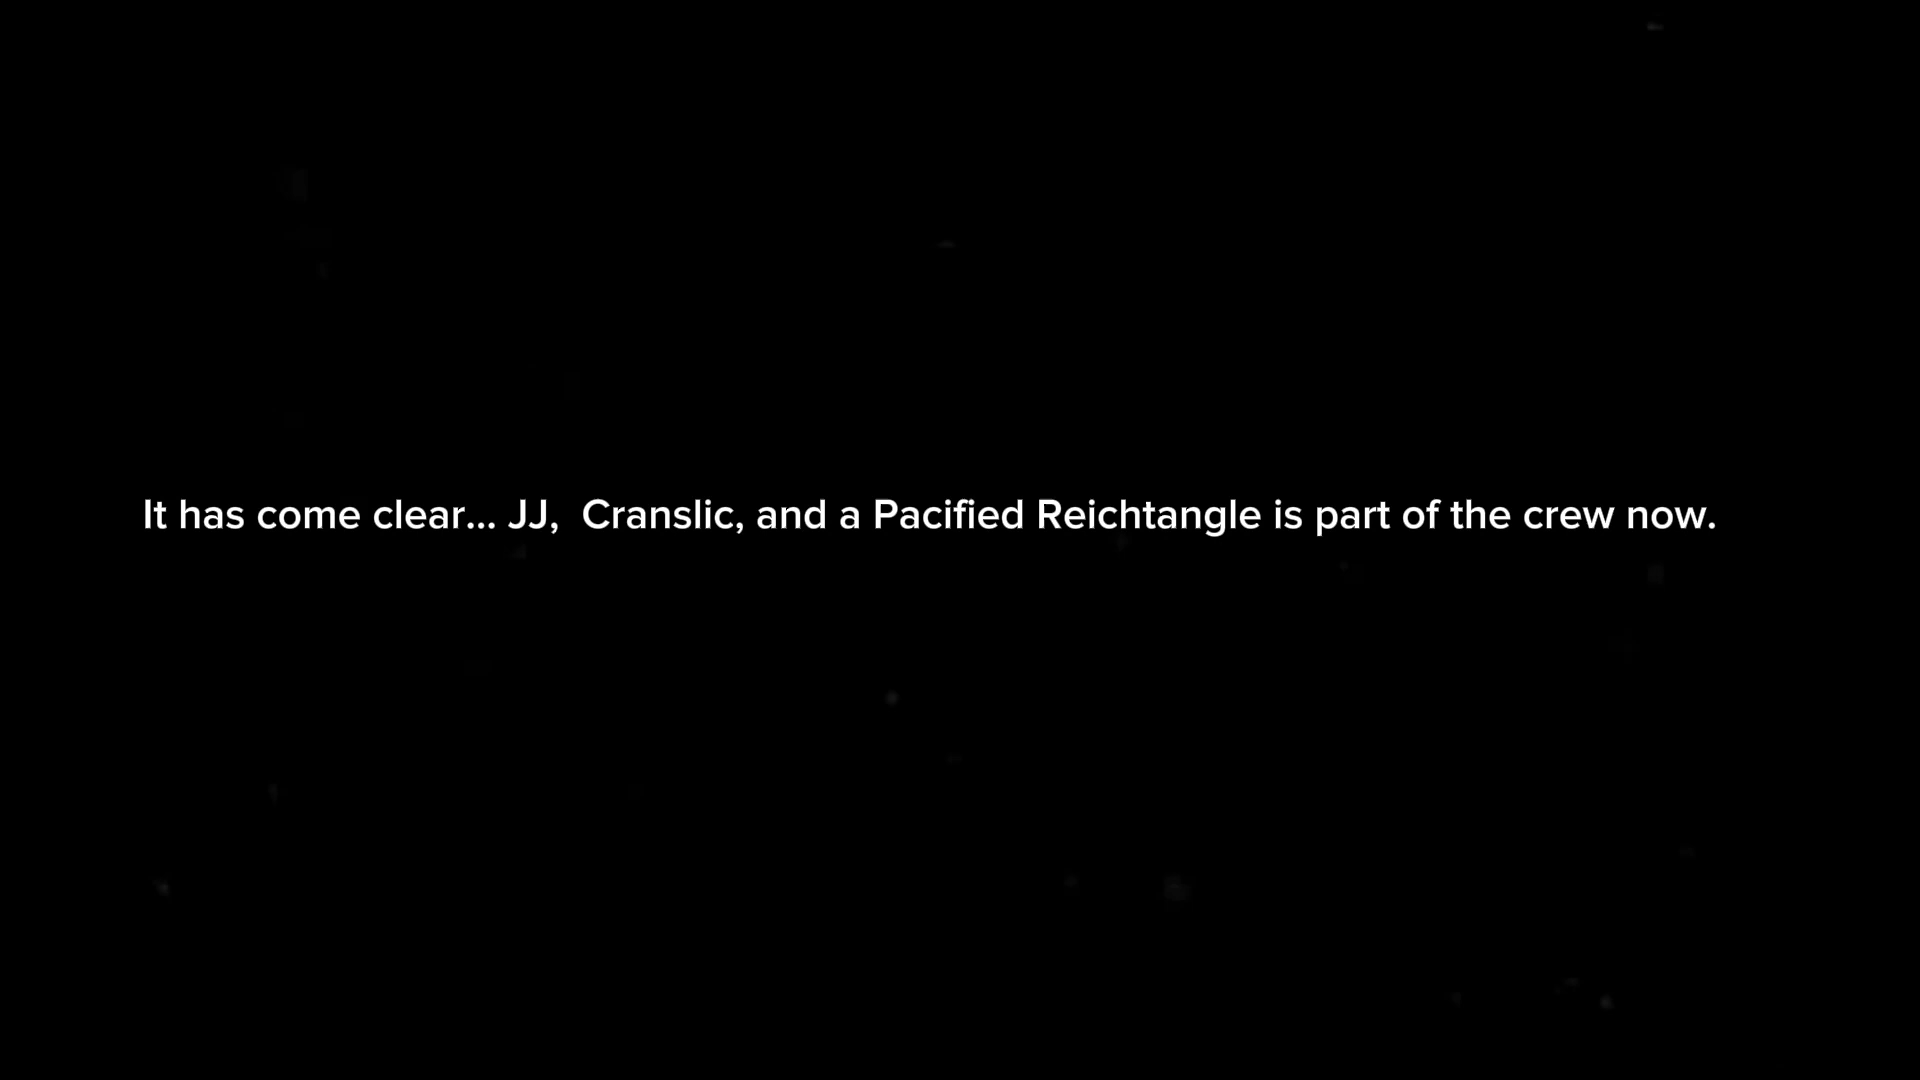 It has come clear... JJ,  Cranslic, and a Pacified Reichtangle is part of the crew now.